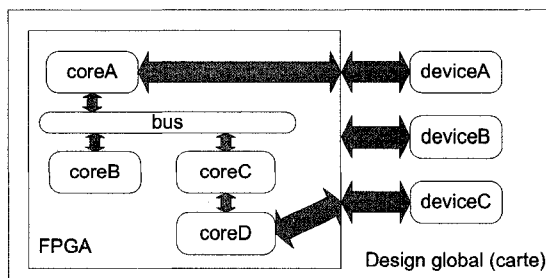 coreA
deviceA
bus
deviceB
coreB
coreC
deviceC
coreD
FPGA
Design global (carte)